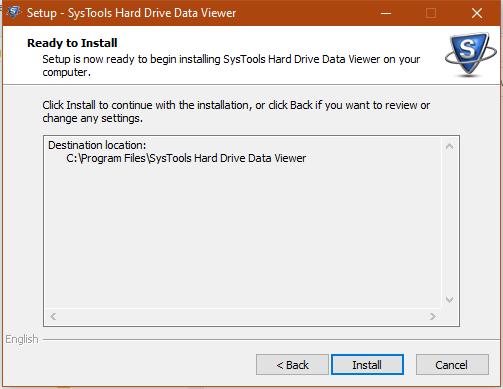 Setup - SysTools Hard Drive Data Viewer
S
Ready to Install
Setup is now ready to begin installing SysTools Hard Drive Data Viewer on your
computer.
Click Install to continue with the installation, or click Back if you want to review or
change any settings.
Destination location:
C:\Program Files\SysTools Hard Drive Data Viewer
English
< Back
Install
Cancel